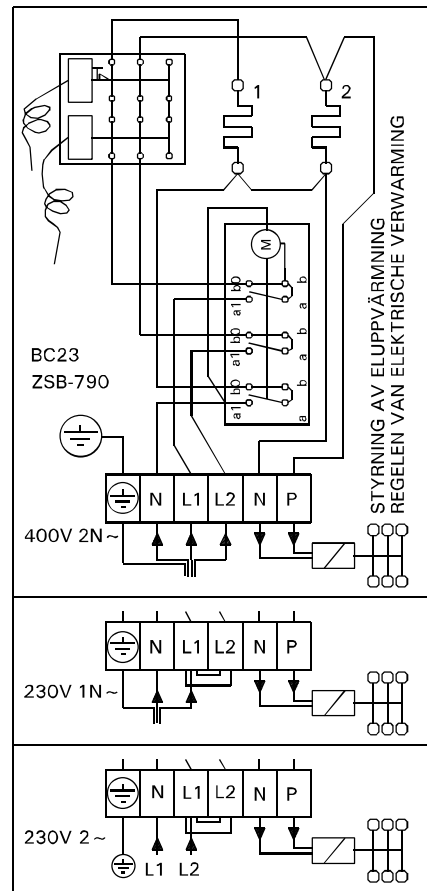 1
2
M
a1 b0
b
a
a1 b0
b
a
a1 b0
b
a
BC23
ZSB-790
STYRNING AV ELUPPVÄRMNING
REGELEN VAN ELEKTRISCHE VERWARMING
N L1 L2 N P
400V 2N~
N L1 L2 N P
230V 1N~
N L1 L2 N P
230V 2~
L1 L2